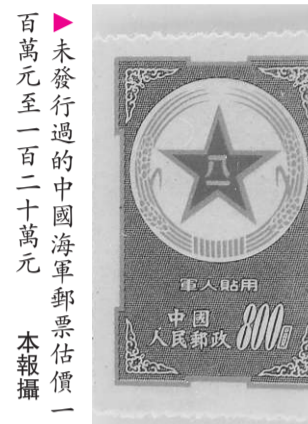 ▶未發行過的中國海軍郵票估價一
百萬元至一百二十萬元　本報攝
八一
軍人貼用
中國
人民郵政
800圓